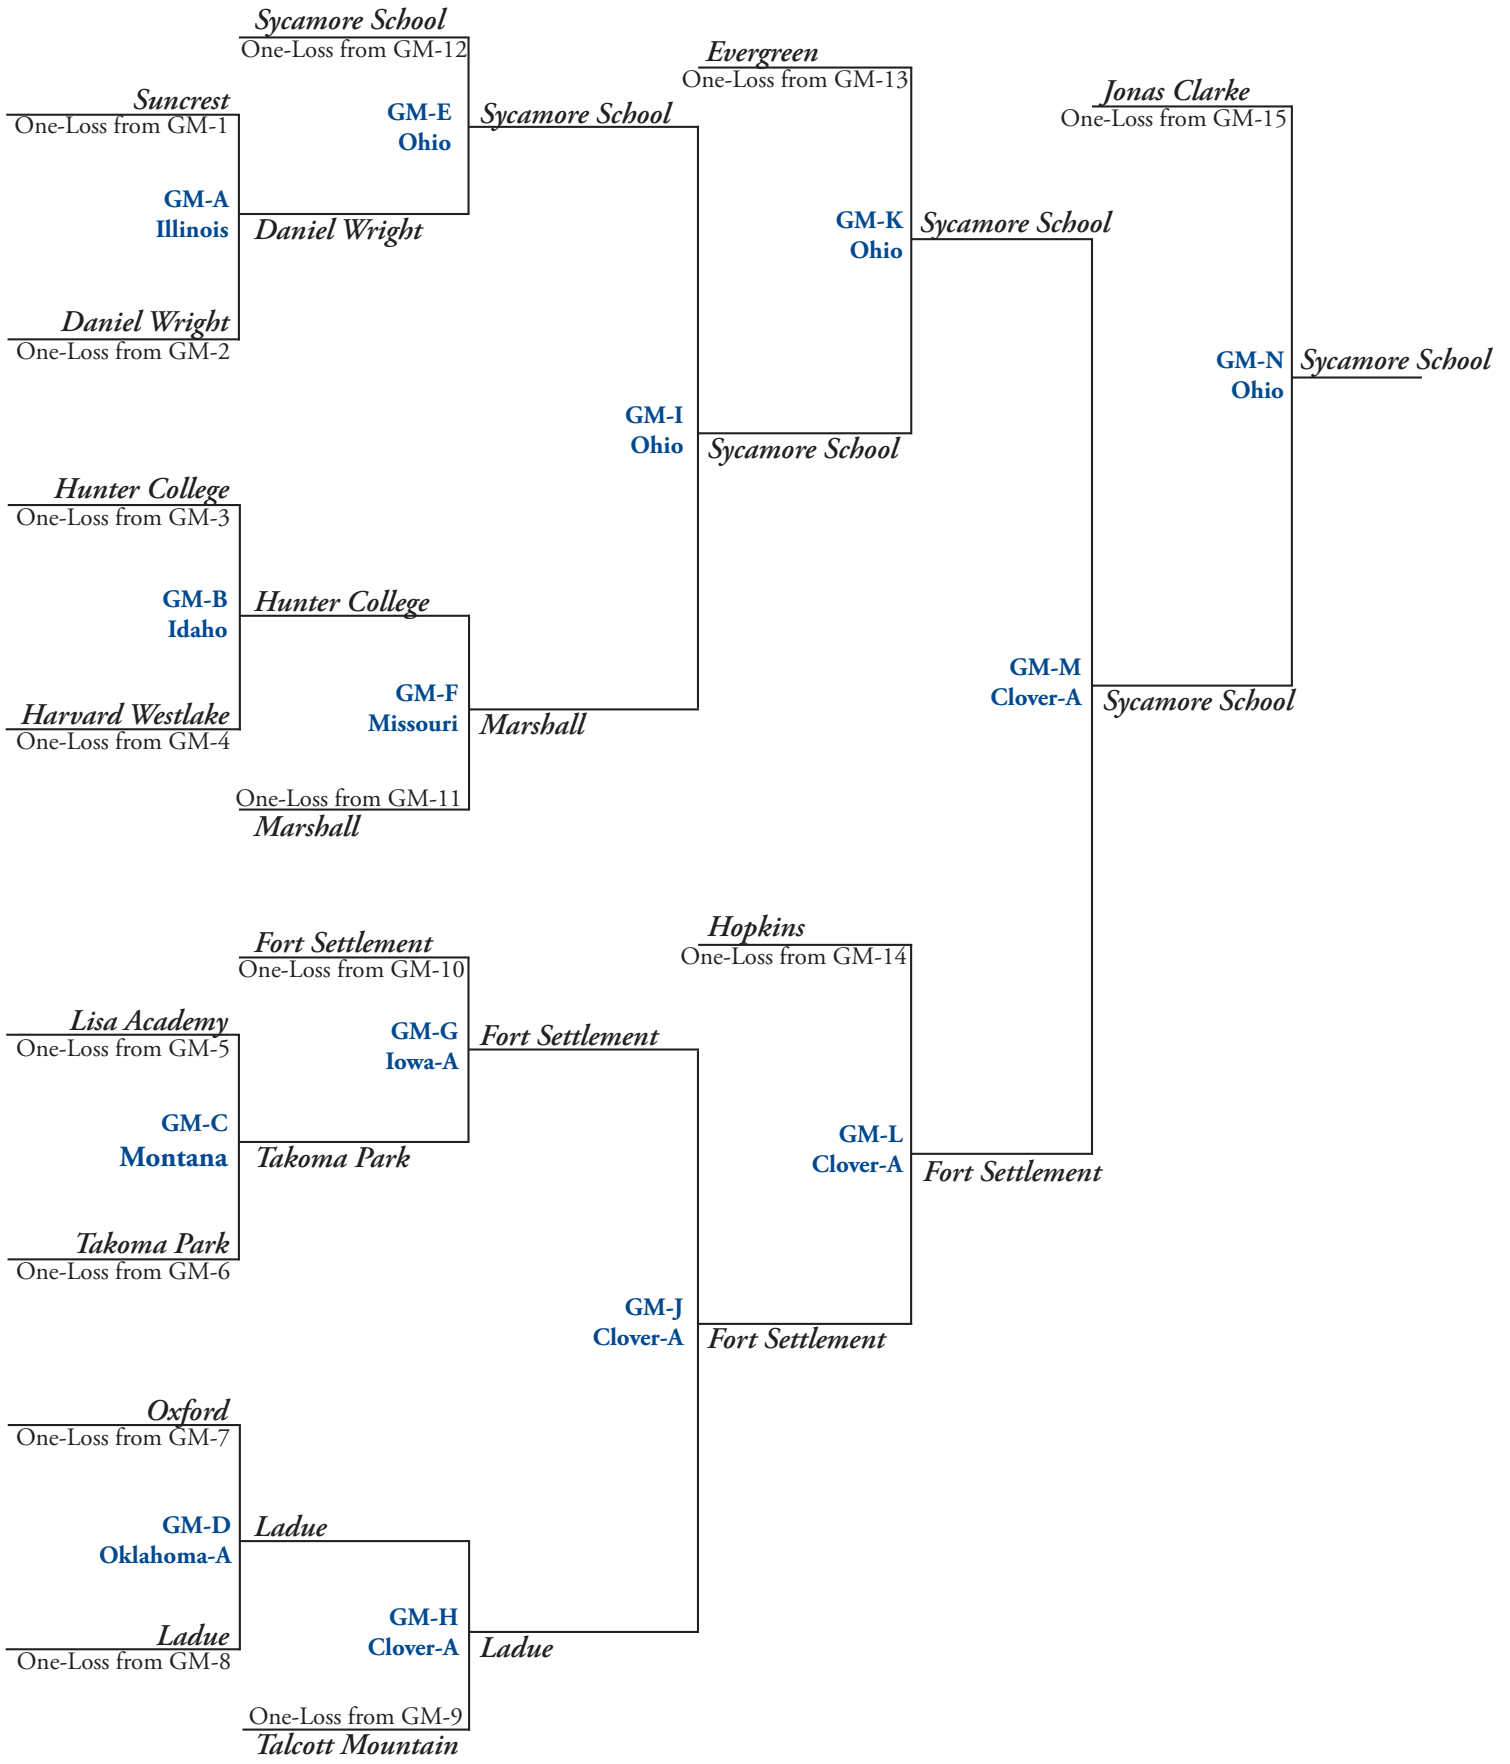 Sycamore School
One-Loss from GM-12
Evergreen
One-Loss from GM-13
Jonas Clarke
One-Loss from GM-15
Suncrest
One-Loss from GM-1
GM-E
Ohio
Sycamore School
GM-A
Illinois
Daniel Wright
GM-K
Ohio
Sycamore School
Daniel Wright
One-Loss from GM-2
GM-N
Ohio
Sycamore School
GM-I
Ohio
Sycamore School
Hunter College
One-Loss from GM-3
GM-B
Idaho
Hunter College
GM-F
Missouri
Marshall
GM-M
Clover-A
Sycamore School
Harvard Westlake
One-Loss from GM-4
One-Loss from GM-11
Marshall
Fort Settlement
One-Loss from GM-10
Hopkins
One-Loss from GM-14
Lisa Academy
One-Loss from GM-5
GM-G
Iowa-A
Fort Settlement
GM-C
Montana
Takoma Park
GM-L
Clover-A
Fort Settlement
Takoma Park
One-Loss from GM-6
GM-J
Clover-A
Fort Settlement
Oxford
One-Loss from GM-7
GM-D
Oklahoma-A
Ladue
GM-H
Clover-A
Ladue
Ladue
One-Loss from GM-8
One-Loss from GM-9
Talcott Mountain